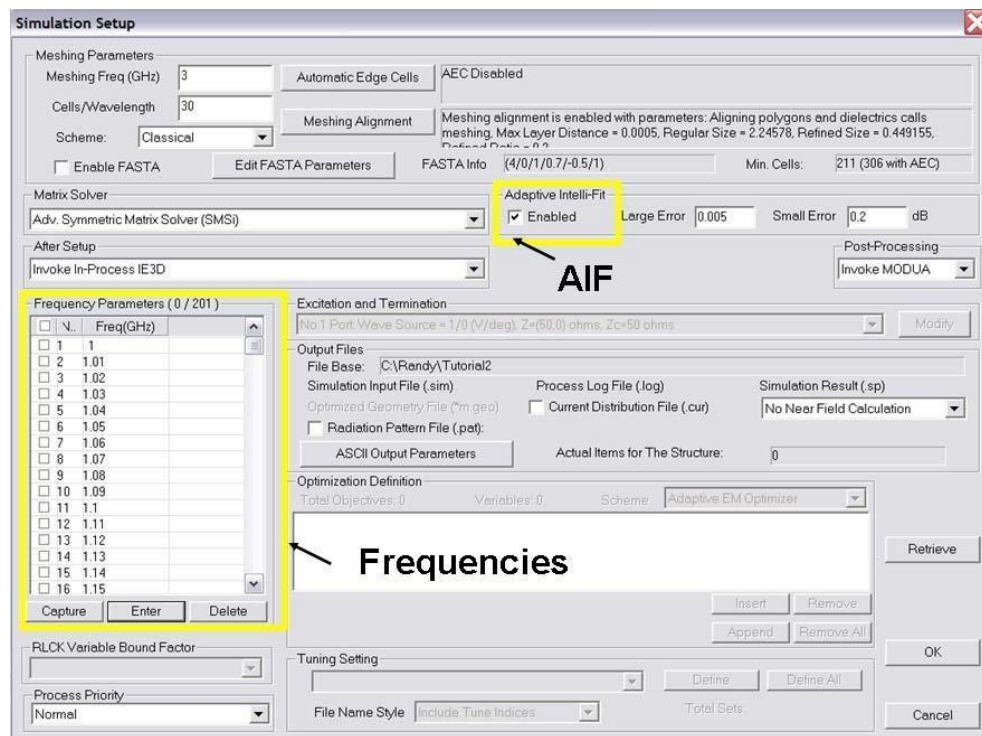 Simulation Setup
Meshing Parameters
Meshing Freq (GHz) 3 Automatic Edge Cells AEC Disabled
Cells/Wavelength 30
Meshing Alignment Meshing alignment is enabled with parameters: Aligning polygons and dielectrics calls
meshing, Max Layer Distance = 0.0005, Regular Size = 2.24578, Refined Size = 0.449155,
Refined Ratio = 0.2
Scheme: Classical
Enable FASTA Edit FASTA Parameters FASTA Info (4/0/1/0.7/-0.5/1) Min. Cells: 211 (306 with AEC)
Matrix Solver
Adv. Symmetric Matrix Solver (SMSi)
Adaptive Intelli-Fit
Enabled Large Error 0.005 Small Error 0.2 dB
After Setup
Invoke In-Process IE3D
AIF
Post-Processing
Invoke MODUA
Frequency Parameters ( 0 / 201 )
N.. Freq(GHz)
1 1
2 1.01
3 1.02
4 1.03
5 1.04
6 1.05
7 1.06
8 1.07
9 1.08
10 1.09
11 1.1
12 1.11
13 1.12
14 1.13
15 1.14
16 1.15
Capture Enter Delete
Excitation and Termination
No.1 Port: Wave Source = 1/0 (V/deg), Z=(50,0) ohms, Zc=50 ohms Modify
Output Files
File Base: C:\Randy\Tutorial2
Simulation Input File (.sim) Process Log File (.log) Simulation Result (.sp)
Optimized Geometry File (*m.geo) Current Distribution File (.cur) No Near Field Calculation
Radiation Pattern File (.pat):
ASCII Output Parameters Actual Items for The Structure: 0
Optimization Definition
Total Objectives: 0 Variables: 0 Scheme Adaptive EM Optimizer
Frequencies
Retrieve
Insert Remove
Append Remove All
RLCK Variable Bound Factor
Process Priority
Normal
Tuning Setting
Define Define All
File Name Style Include Tune Indices Total Sets:
OK
Cancel